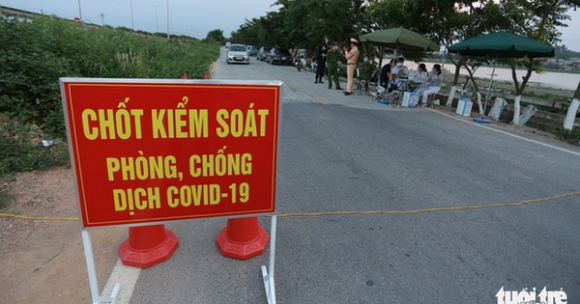 CHỐT KIỂM SOÁT
PHÒNG, CHỐNG
DỊCH COVID-19
tuổi trẻ